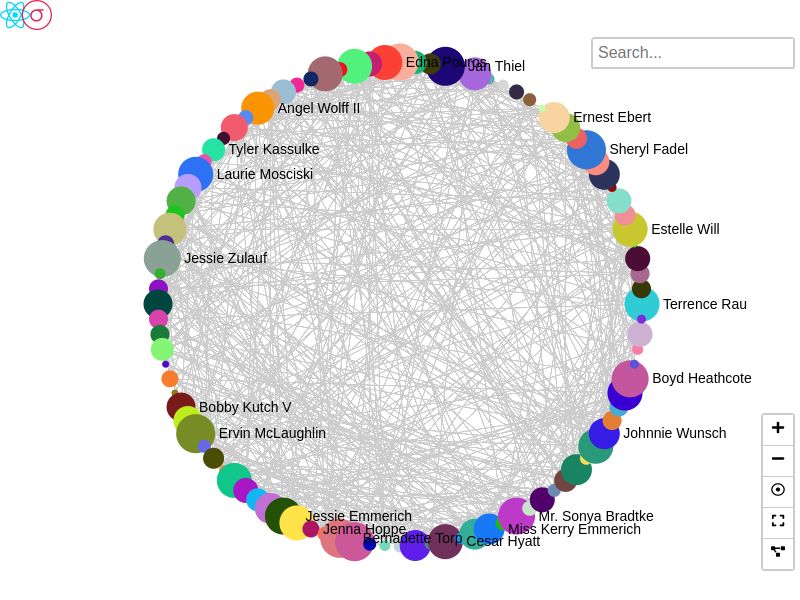 Search...
Edna Pouros
Jan Thiel
Angel Wolff II
Ernest Ebert
Tyler Kassulke
Sheryl Fadel
Laurie Mosciski
Estelle Will
Jessie Zulauf
Terrence Rau
Boyd Heathcote
Bobby Kutch V
Ervin McLaughlin
Johnnie Wunsch
Jessie Emmerich
Mr. Sonya Bradtke
Jenna Hoppe
Miss Kerry Emmerich
Bernadette Torp
Cesar Hyatt